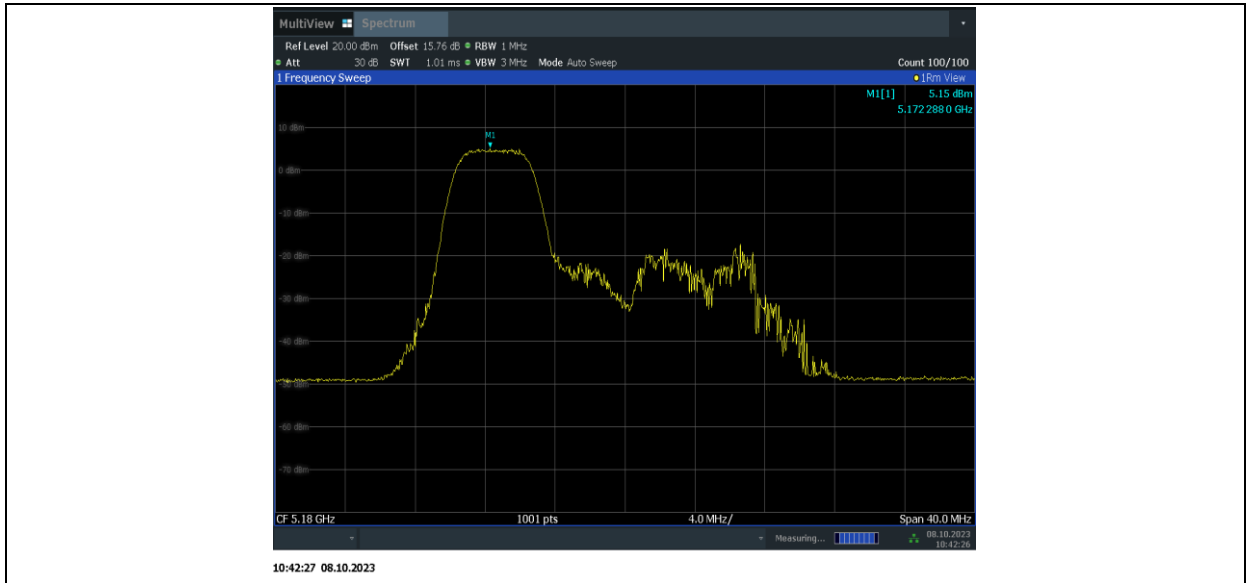 MultiView Spectrum
Ref Level 20.00 dBm Offset 15.76 dB RBW 1 MHz
Att 30 dB SWT 1.01 ms VBW 3 MHz Mode Auto Sweep Count 100/100
1 Frequency Sweep 1Rm View
M1[1] 5.15 dBm
5.172 288 0 GHz
10 dBm
M1
0 dBm
-10 dBm
-20 dBm
-30 dBm
-40 dBm
-50 dBm
-60 dBm
-70 dBm
CF 5.18 GHz 1001 pts 4.0 MHz/ Span 40.0 MHz
Measuring... 08.10.2023
10:42:26
10:42:27 08.10.2023